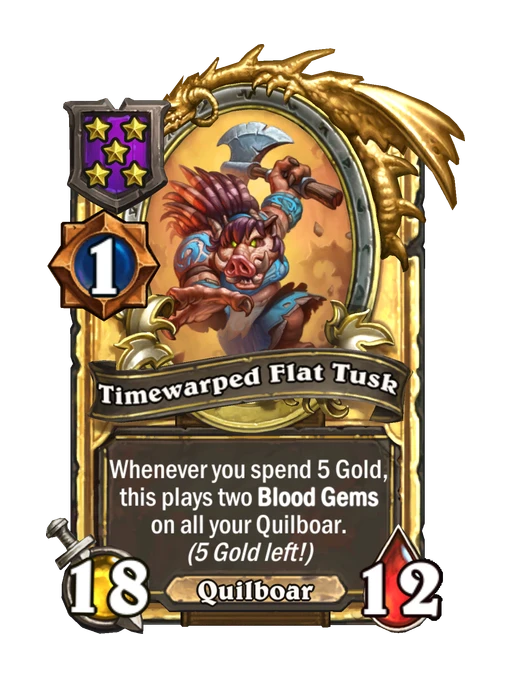 1
Timewarped Flat Tusk
Whenever you spend 5 Gold,
this plays two Blood Gems
on all your Quilboar.
(5 Gold left!)
18
Quilboar
12